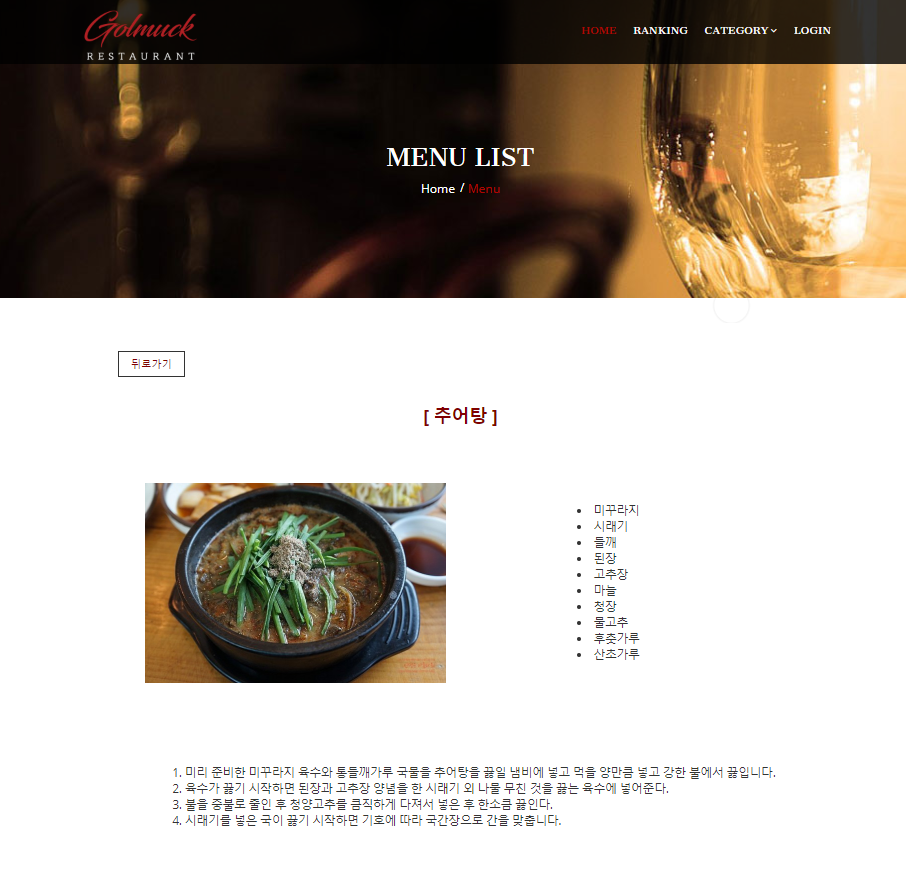 Golmuck
RESTAURANT
HOME RANKING CATEGORY LOGIN
MENU LIST
Home / Menu
뒤로가기
[ 추어탕 ]
미꾸라지
시래기
들깨
된장
고추장
마늘
청장
물고추
후춧가루
산초가루
1. 미리 준비한 미꾸라지 육수와 통들깨가루 국물을 추어탕을 끓일 냄비에 넣고 먹을 양만큼 넣고 강한 불에서 끓입니다.
2. 육수가 끓기 시작하면 된장과 고추장 양념을 한 시래기 외 나물 무친 것을 끓는 육수에 넣어준다.
3. 불을 중불로 줄인 후 청양고추를 큼직하게 다져서 넣은 후 한소큼 끓인다.
4. 시래기를 넣은 국이 끓기 시작하면 기호에 따라 국간장으로 간을 맞춥니다.